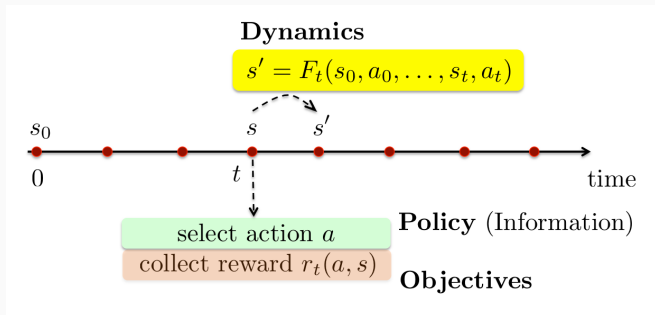 Dynamics
s′ = F_t(s_0, a_0, . . . , s_t, a_t)
s_0 s s′
0 t time
select action a Policy (Information)
collect reward r_t(a, s) Objectives